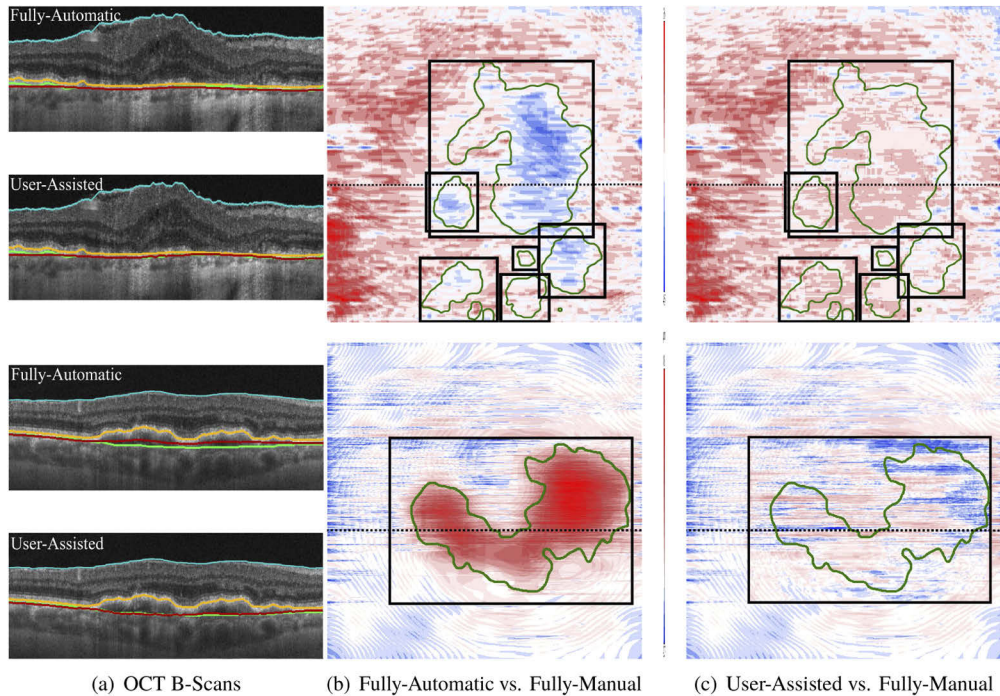 Fully-Automatic
User-Assisted
Fully-Automatic
User-Assisted
(a) OCT B-Scans
(b) Fully-Automatic vs. Fully-Manual
(c) User-Assisted vs. Fully-Manual